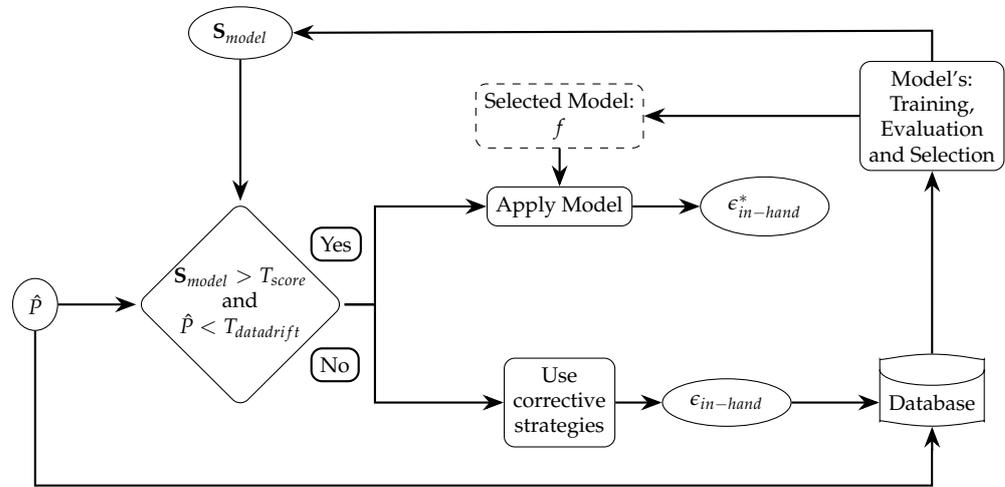 S_model
Model's:
Training,
Evaluation
and Selection
Selected Model:
f
Apply Model
ϵ*_in−hand
Yes
S_model > T_score
and
P̂ < T_datadrift
P̂
No
Use
corrective
strategies
ϵ_in−hand
Database